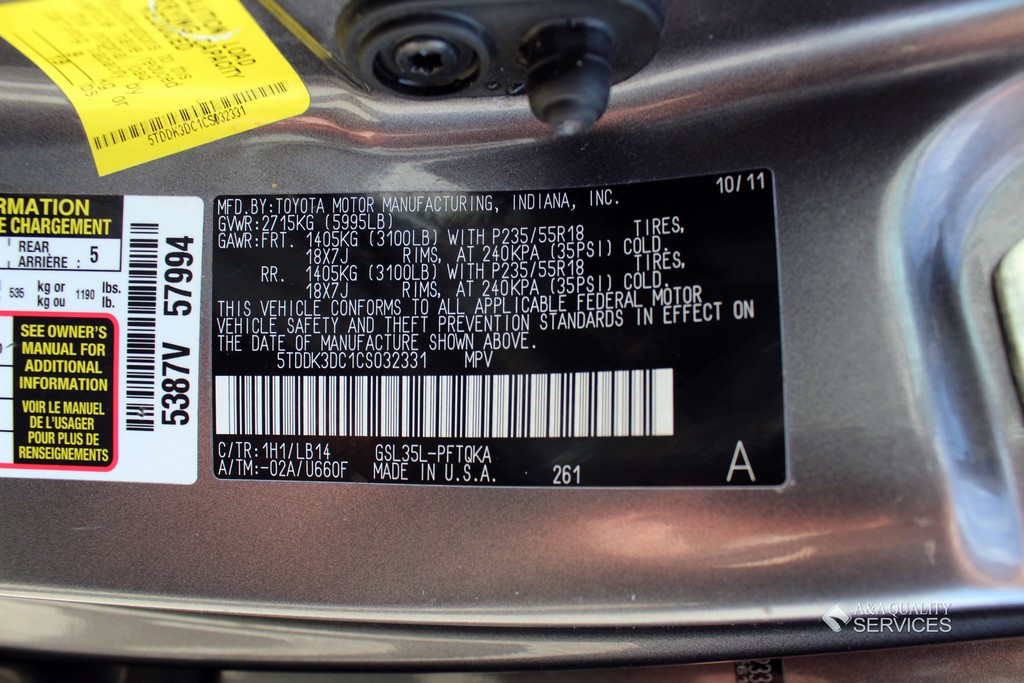 LOAD
CAPACITY
kg or
lbs
5TDDK3DC1CS032331
RMATION
E CHARGEMENT
REAR
ARRIÈRE : 5
535 kg or 1190 lbs.
kg ou lb.
SEE OWNER'S
MANUAL FOR
ADDITIONAL
INFORMATION
VOIR LE MANUEL
DE L'USAGER
POUR PLUS DE
RENSEIGNEMENTS
5387V 57994
10/11
MFD. BY: TOYOTA MOTOR MANUFACTURING, INDIANA, INC.
GVWR: 2715KG (5995LB)
GAWR: FRT. 1405KG (3100LB) WITH P235/55R18 TIRES,
18X7J RIMS, AT 240KPA (35PSI) COLD.
RR. 1405KG (3100LB) WITH P235/55R18 TIRES,
18X7J RIMS, AT 240KPA (35PSI) COLD.
THIS VEHICLE CONFORMS TO ALL APPLICABLE FEDERAL MOTOR
VEHICLE SAFETY AND THEFT PREVENTION STANDARDS IN EFFECT ON
THE DATE OF MANUFACTURE SHOWN ABOVE.
5TDDK3DC1CS032331 MPV
C/TR: 1H1/LB14 GSL35L-PFTQKA
A/TM: -02A/U660F MADE IN U.S.A. 261
A
A&A QUALITY
SERVICES